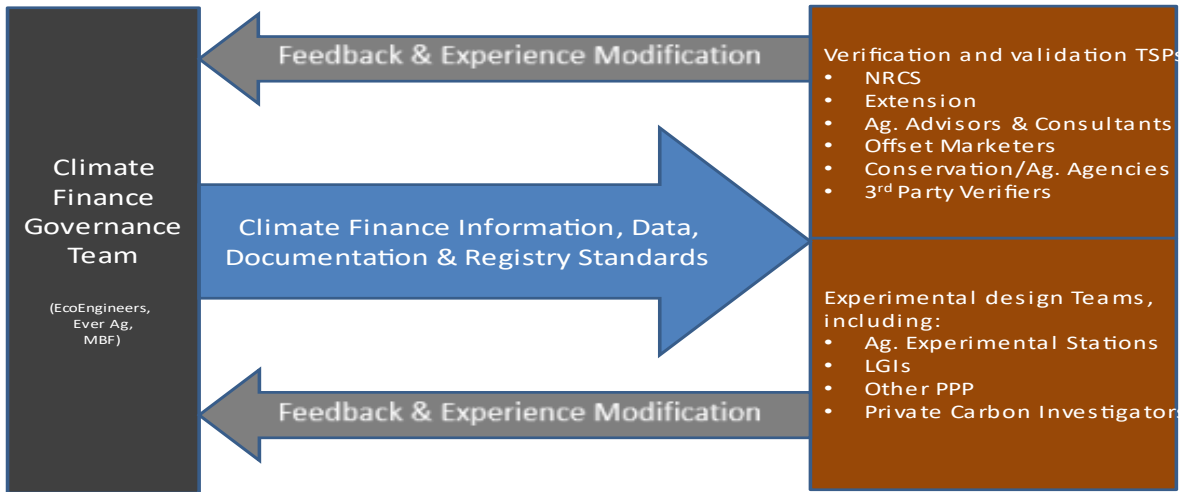 Climate
Finance
Governance
Team
(EcoEngineers,
Ever Ag,
MBF)
Feedback & Experience Modification
Climate Finance Information, Data,
Documentation & Registry Standards
Feedback & Experience Modification
Verification and validation TSPs
• NRCS
• Extension
• Ag. Advisors & Consultants
• Offset Marketers
• Conservation/Ag. Agencies
• 3rd Party Verifiers
Experimental design Teams,
including:
• Ag. Experimental Stations
• LGIs
• Other PPP
• Private Carbon Investigators